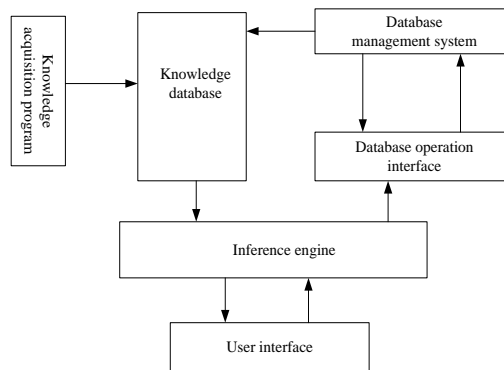 Knowledge
acquisition program
Knowledge
database
Database
management system
Database operation
interface
Inference engine
User interface